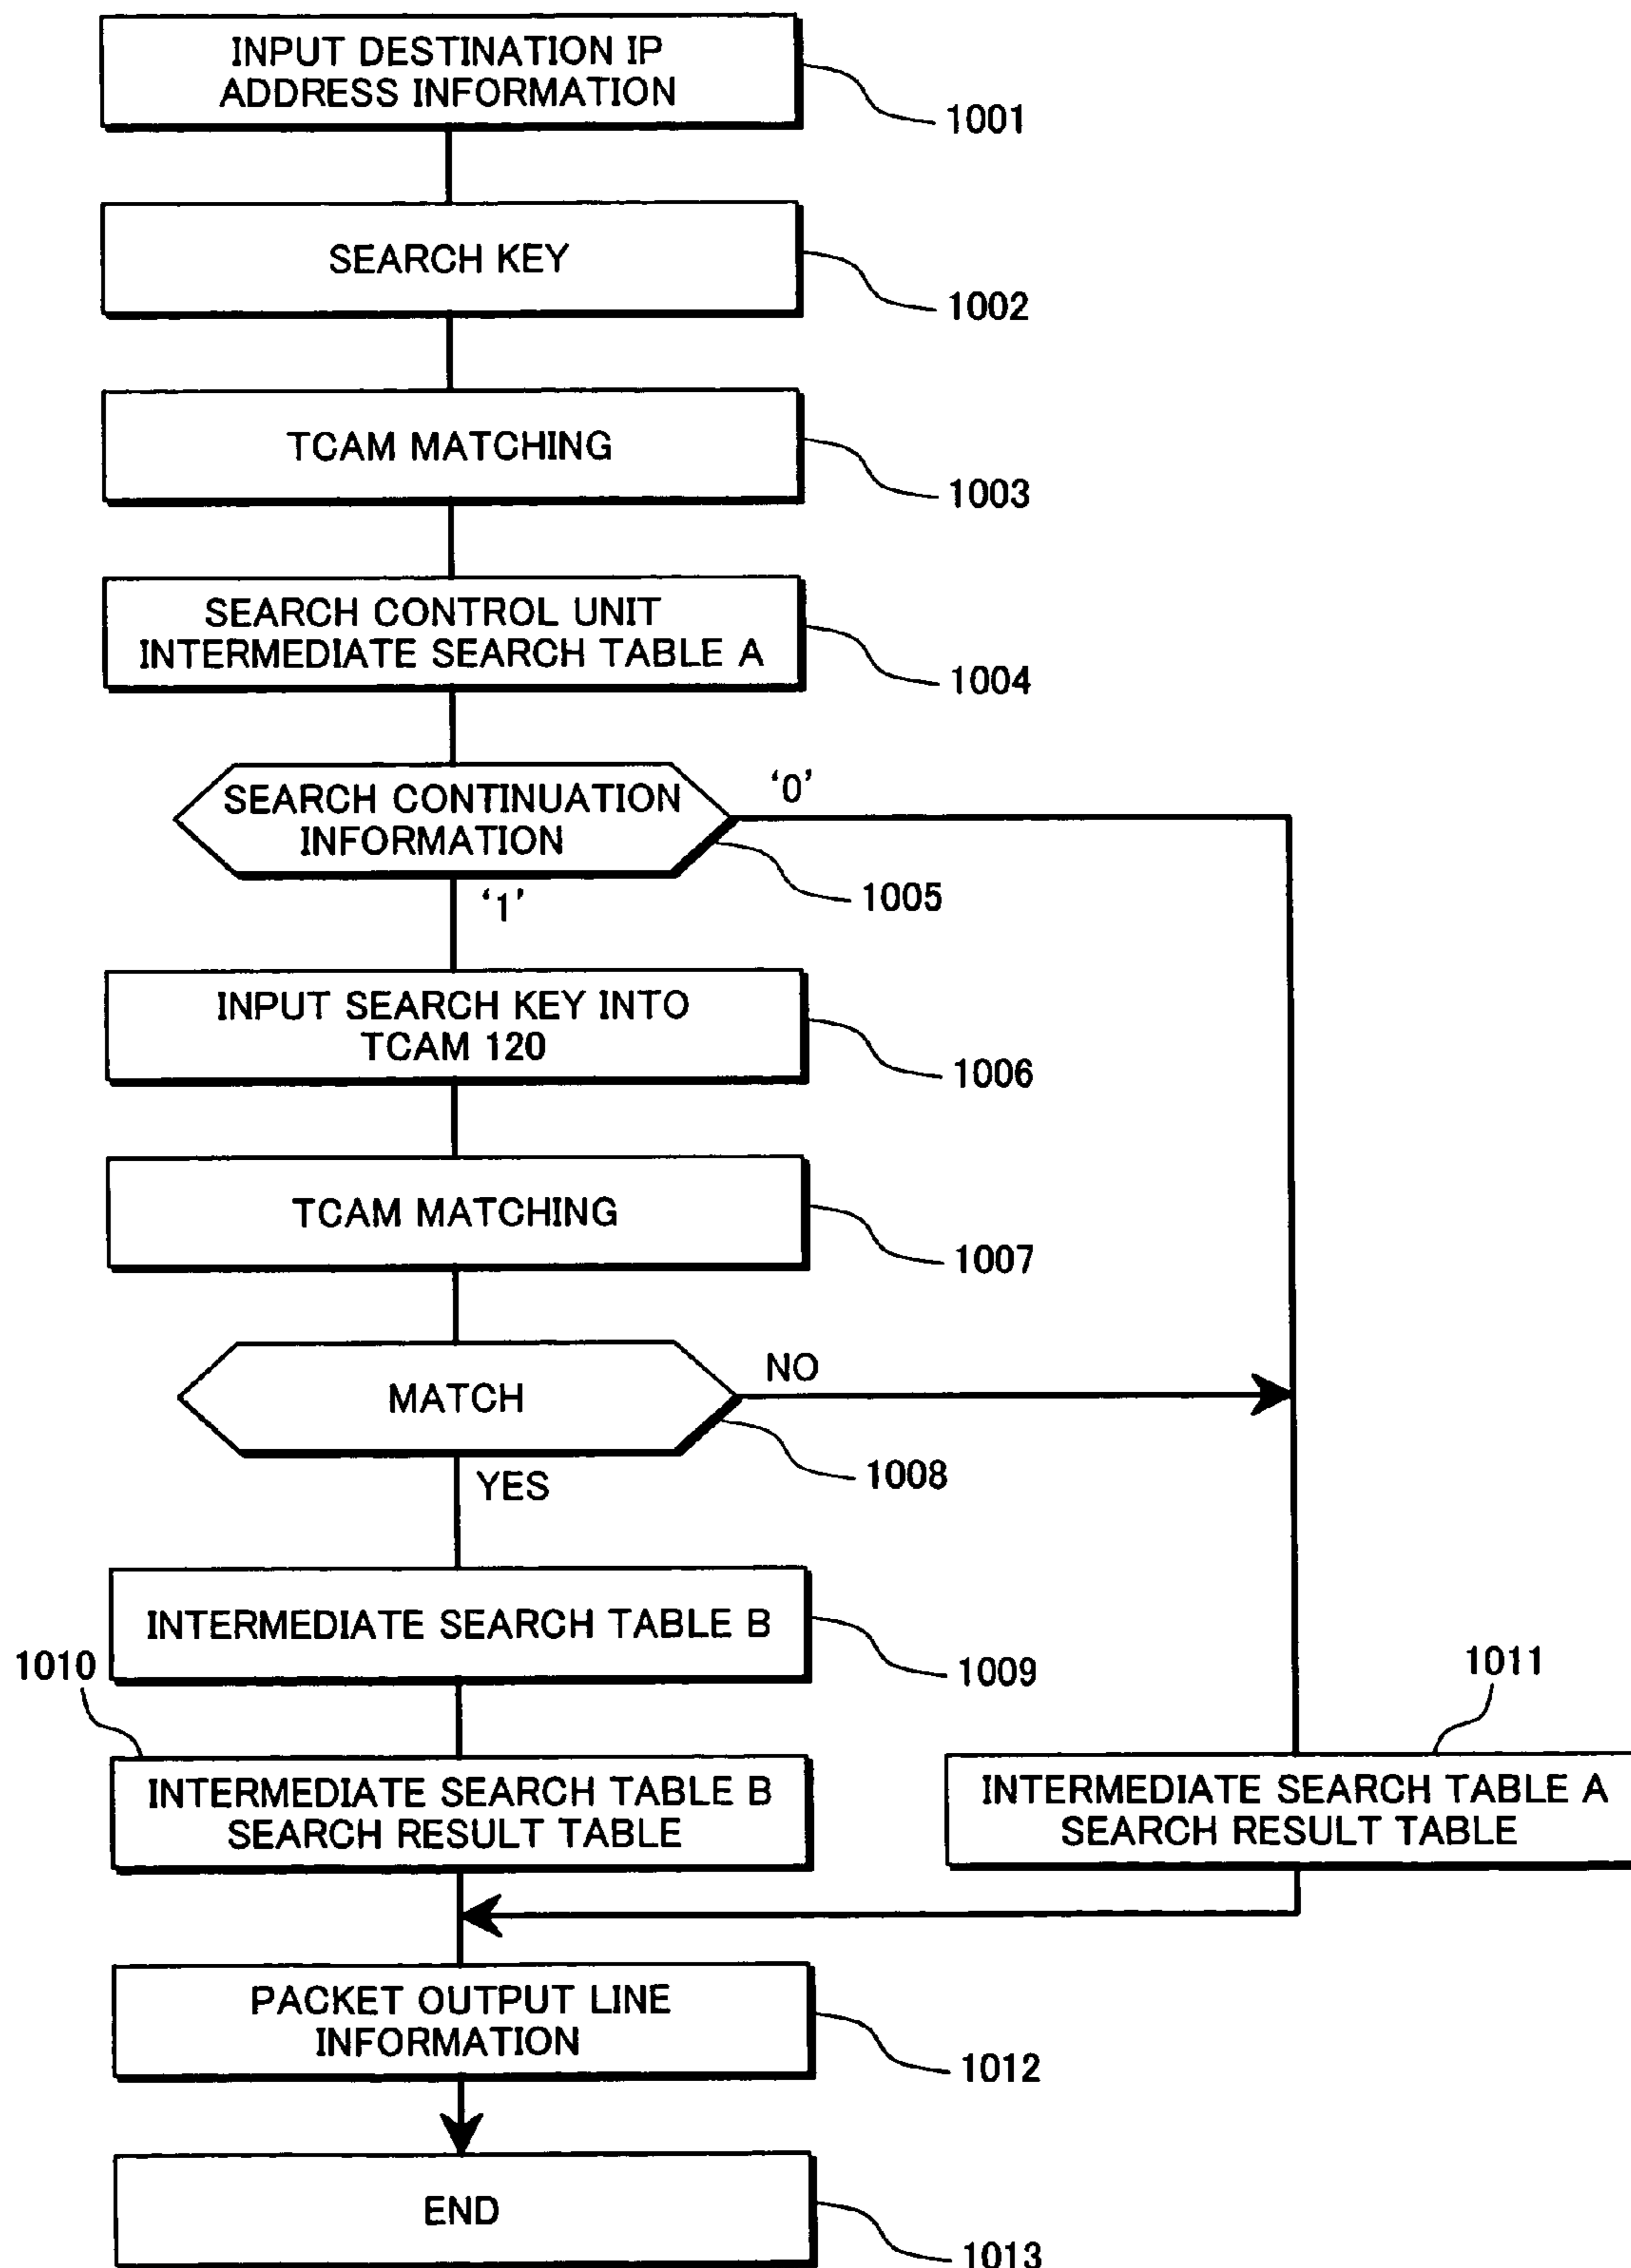 INPUT DESTINATION IP
ADDRESS INFORMATION
1001
SEARCH KEY
1002
TCAM MATCHING
1003
SEARCH CONTROL UNIT
INTERMEDIATE SEARCH TABLE A
1004
SEARCH CONTINUATION
INFORMATION
'0'
1005
'1'
INPUT SEARCH KEY INTO
TCAM 120
1006
TCAM MATCHING
1007
MATCH
NO
1008
YES
INTERMEDIATE SEARCH TABLE B
1009
1010
INTERMEDIATE SEARCH TABLE B
SEARCH RESULT TABLE
1011
INTERMEDIATE SEARCH TABLE A
SEARCH RESULT TABLE
PACKET OUTPUT LINE
INFORMATION
1012
END
1013